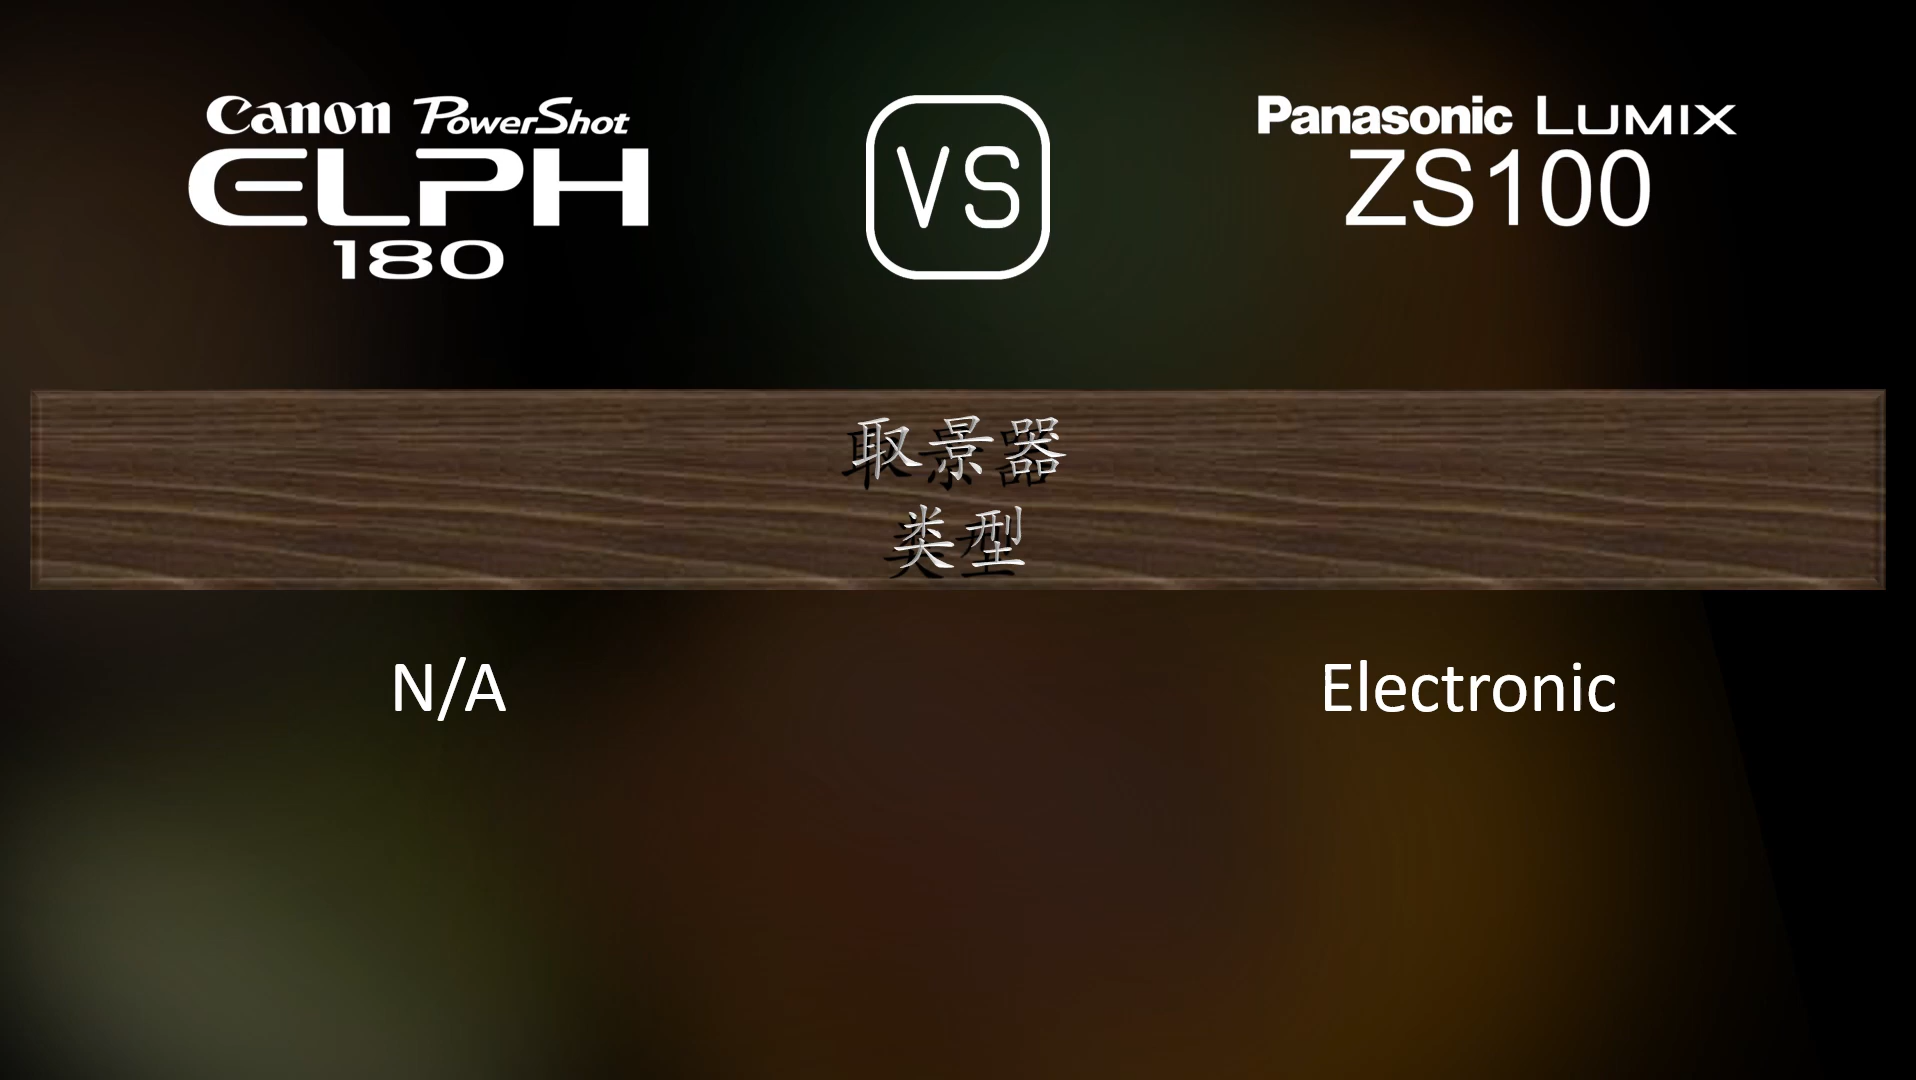 Canon PowerShot
ELPH
180
VS
Panasonic LUMIX
ZS100
取景器
类型
N/A
Electronic